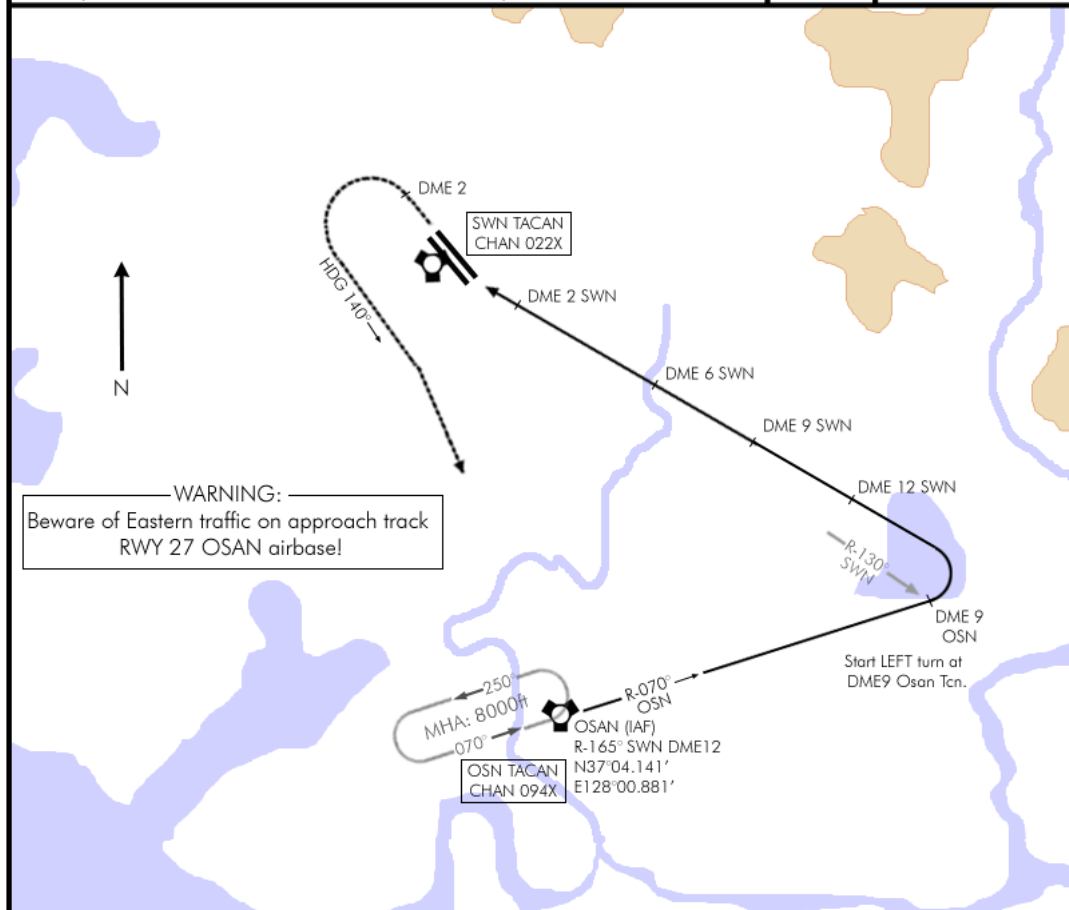 DME 2
SWN TACAN
CHAN 022X
HDG 140°
DME 2 SWN
N
DME 6 SWN
DME 9 SWN
DME 12 SWN
WARNING:
Beware of Eastern traffic on approach track
RWY 27 OSAN airbase!
R-130°
SWN
DME 9
OSN
Start LEFT turn at
DME9 Osan Tcn.
250°
MHA: 8000ft
070°
R-070°
OSN
OSAN (IAF)
R-165° SWN DME12
N37°04.141'
E128°00.881'
OSN TACAN
CHAN 094X